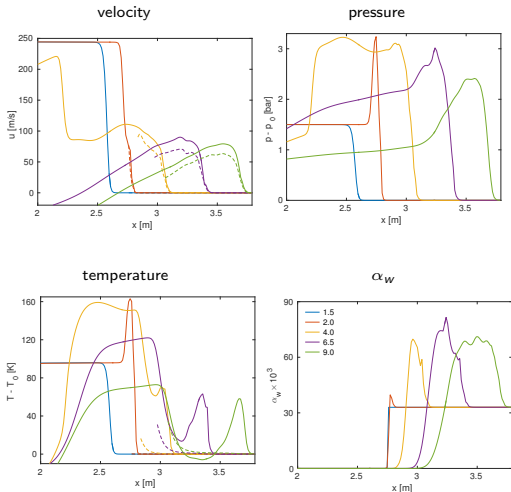 velocity
pressure
250
200
150
100
50
0
u [m/s]
2 2.5 3 3.5
x [m]
3
2
1
0
p - p0 [bar]
2 2.5 3 3.5
x [m]
temperature
αw
160
120
80
40
0
T - T0 [K]
2 2.5 3 3.5
x [m]
90
60
30
0
αw × 10^3
1.5
2.0
4.0
6.5
9.0
2 2.5 3 3.5
x [m]